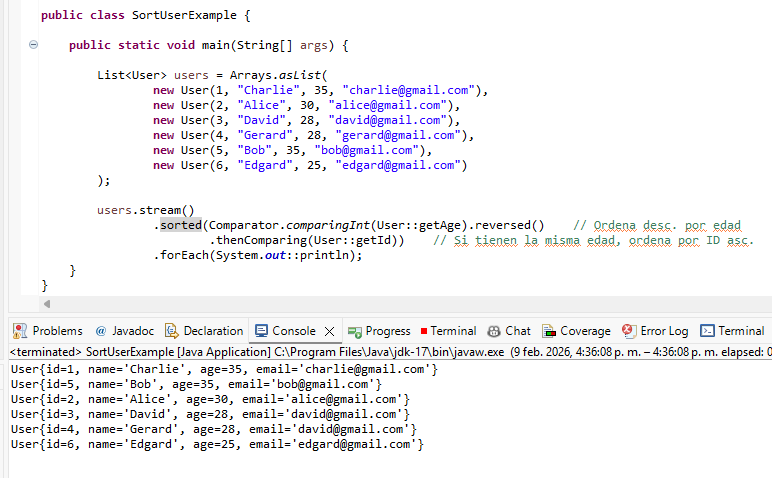 public class SortUserExample {
public static void main(String[] args) {
List<User> users = Arrays.asList(
new User(1, "Charlie", 35, "charlie@gmail.com"),
new User(2, "Alice", 30, "alice@gmail.com"),
new User(3, "David", 28, "david@gmail.com"),
new User(4, "Gerard", 28, "gerard@gmail.com"),
new User(5, "Bob", 35, "bob@gmail.com"),
new User(6, "Edgard", 25, "edgard@gmail.com")
);
users.stream()
.sorted(Comparator.comparingInt(User::getAge).reversed() // Ordena desc. por edad
.thenComparing(User::getId)) // Si tienen la misma edad, ordena por ID asc.
.forEach(System.out::println);
}
}
Problems Javadoc Declaration Console Progress Terminal Chat Coverage Error Log Terminal
<terminated> SortUserExample [Java Application] C:\Program Files\Java\jdk-17\bin\javaw.exe (9 feb. 2026, 4:36:08 p. m. – 4:36:08 p. m. elapsed: 0
User{id=1, name='Charlie', age=35, email='charlie@gmail.com'}
User{id=5, name='Bob', age=35, email='bob@gmail.com'}
User{id=2, name='Alice', age=30, email='alice@gmail.com'}
User{id=3, name='David', age=28, email='david@gmail.com'}
User{id=4, name='Gerard', age=28, email='david@gmail.com'}
User{id=6, name='Edgard', age=25, email='edgard@gmail.com'}